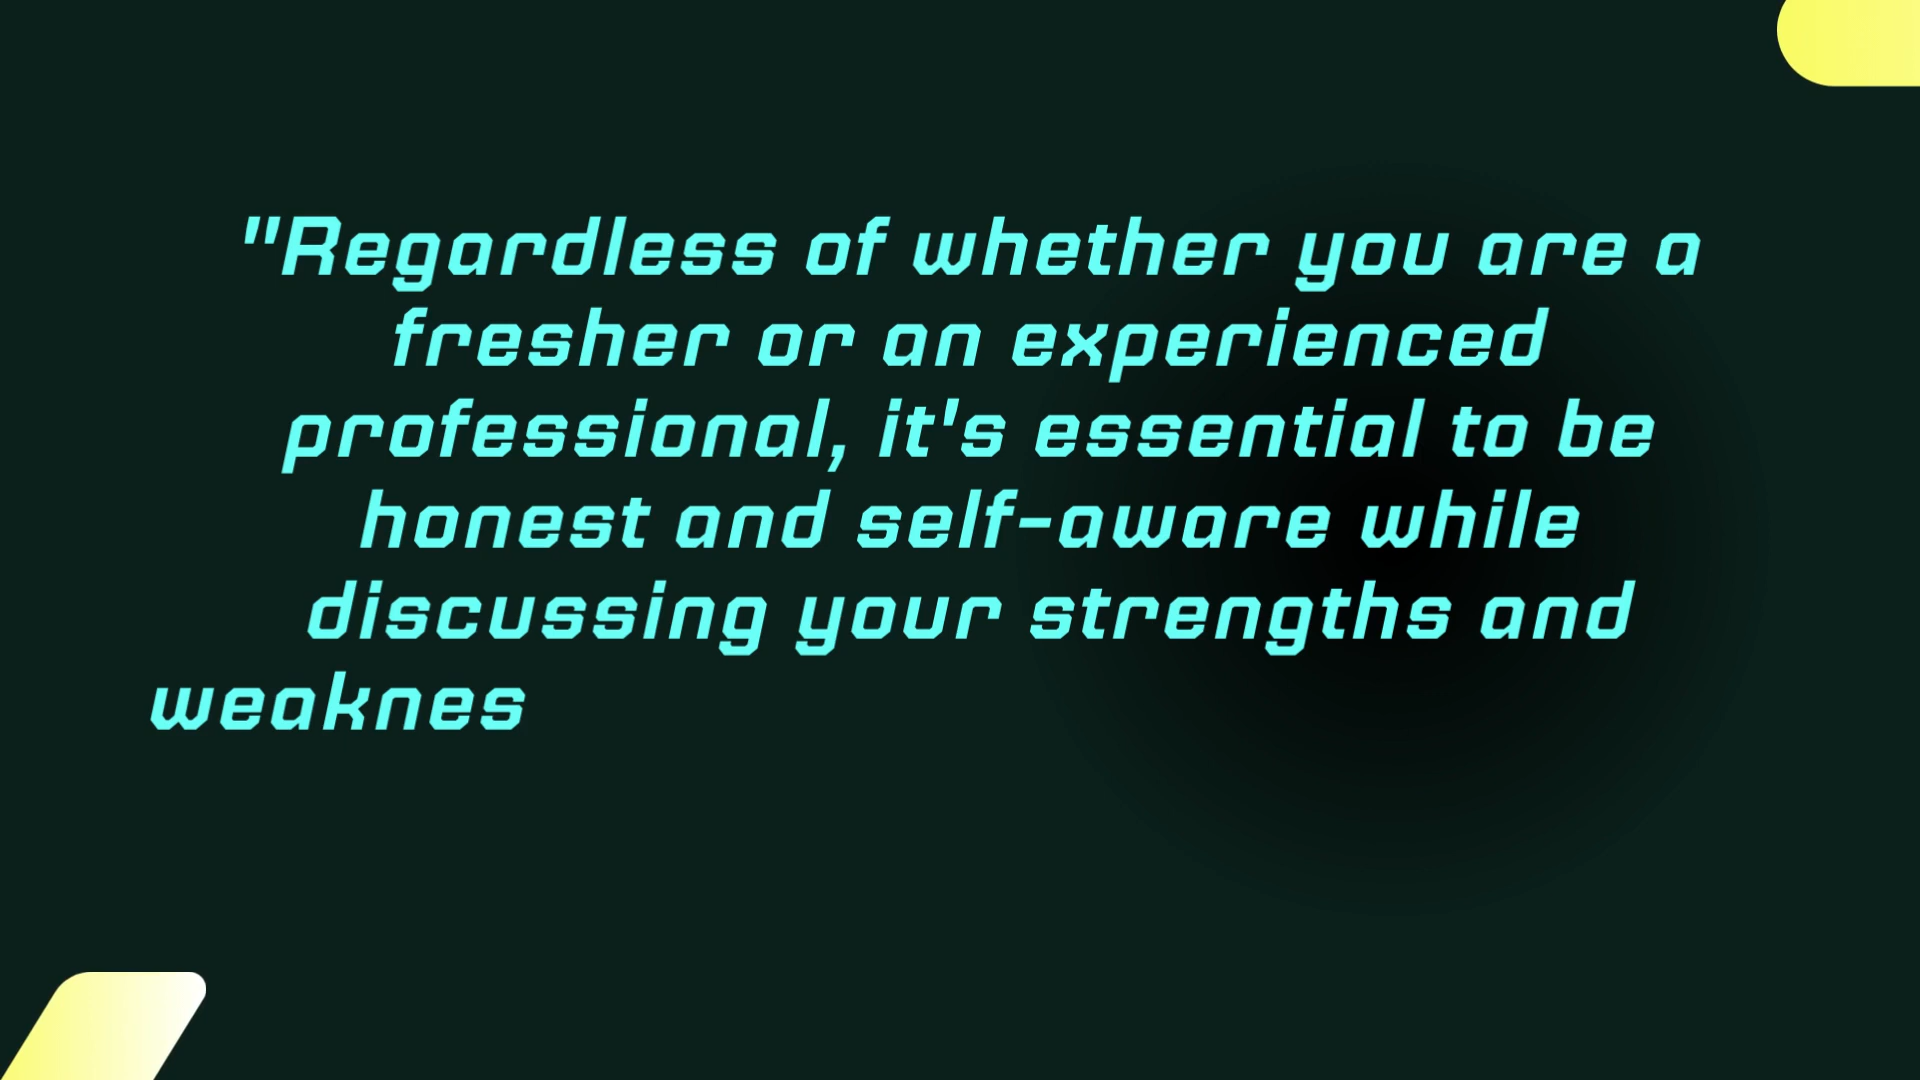 "Regardless of whether you are a
fresher or an experienced
professional, it's essential to be
honest and self-aware while
discussing your strengths and
weaknes